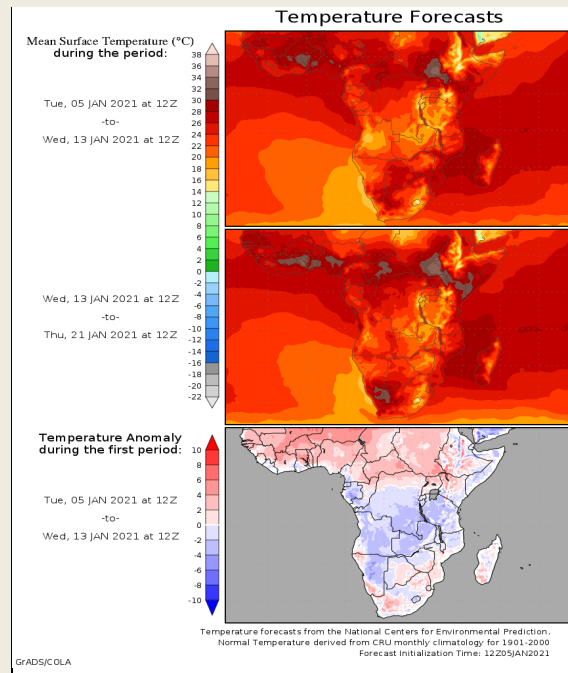 Temperature Forecasts
Mean Surface Temperature (°C)
during the period:
38
36
34
32
30
28
26
24
22
20
18
16
14
12
10
8
6
4
2
0
-2
-4
-6
-8
-10
-12
-14
-16
-18
-20
-22
Tue, 05 JAN 2021 at 12Z
-to-
Wed, 13 JAN 2021 at 12Z
Wed, 13 JAN 2021 at 12Z
-to-
Thu, 21 JAN 2021 at 12Z
Temperature Anomaly
during the first period:
10
8
6
4
2
0
-2
-4
-6
-8
-10
Tue, 05 JAN 2021 at 12Z
-to-
Wed, 13 JAN 2021 at 12Z
Temperature forecasts from the National Centers for Environmental Prediction.
Normal Temperature derived from CRU monthly climatology for 1901-2000
Forecast Initialization Time: 12Z05JAN2021
GrADS/COLA